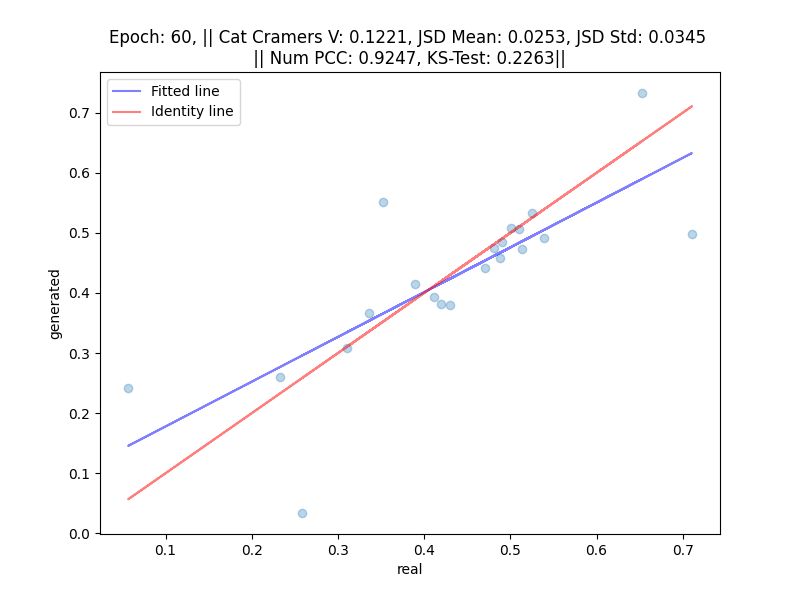 Epoch: 60, || Cat Cramers V: 0.1221, JSD Mean: 0.0253, JSD Std: 0.0345
|| Num PCC: 0.9247, KS-Test: 0.2263||
Fitted line
Identity line
0.7
0.6
0.5
0.4
0.3
0.2
0.1
0.0
generated
0.1 0.2 0.3 0.4 0.5 0.6 0.7
real